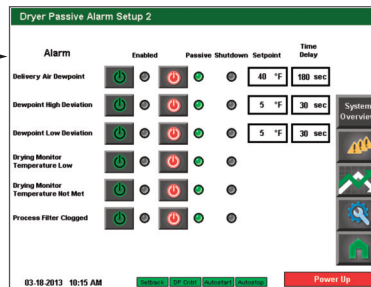 Dryer Passive Alarm Setup 2
Alarm Enabled Passive Shutdown Setpoint Time Delay
Delivery Air Dewpoint 40 °F 180 sec
Dewpoint High Deviation 5 °F 30 sec
Dewpoint Low Deviation 5 °F 30 sec
Drying Monitor
Temperature Low
Drying Monitor
Temperature Not Met
Process Filter Clogged
System
Overview
03-18-2013 10:15 AM Setback DP Cntrl Autostart Autostop Power Up